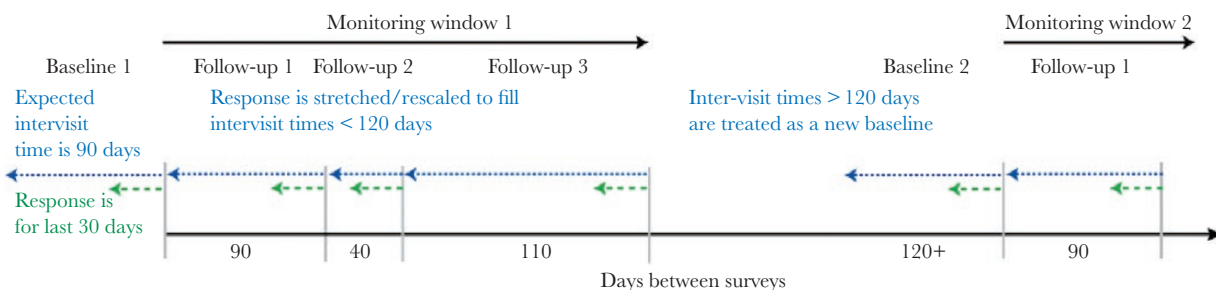 Monitoring window 1
Monitoring window 2
Baseline 1
Follow-up 1
Follow-up 2
Follow-up 3
Baseline 2
Follow-up 1
Expected
intervisit
time is 90 days
Response is stretched/rescaled to fill
intervisit times < 120 days
Inter-visit times > 120 days
are treated as a new baseline
Response is
for last 30 days
90
40
110
120+
90
Days between surveys